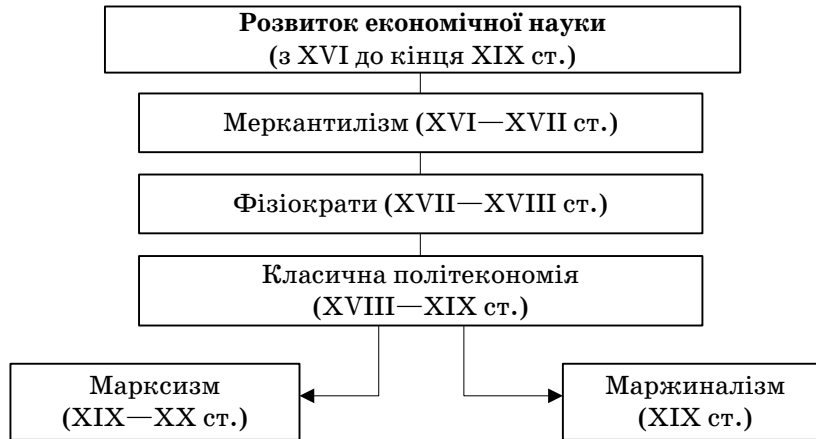 Розвиток економічної науки
(з XVI до кінця XIX ст.)
Меркантилізм (XVI—XVII ст.)
Фізіократи (XVII—XVIII ст.)
Класична політекономія
(XVIII—XIX ст.)
Марксизм
(XIX—XX ст.)
Маржиналізм
(XIX ст.)